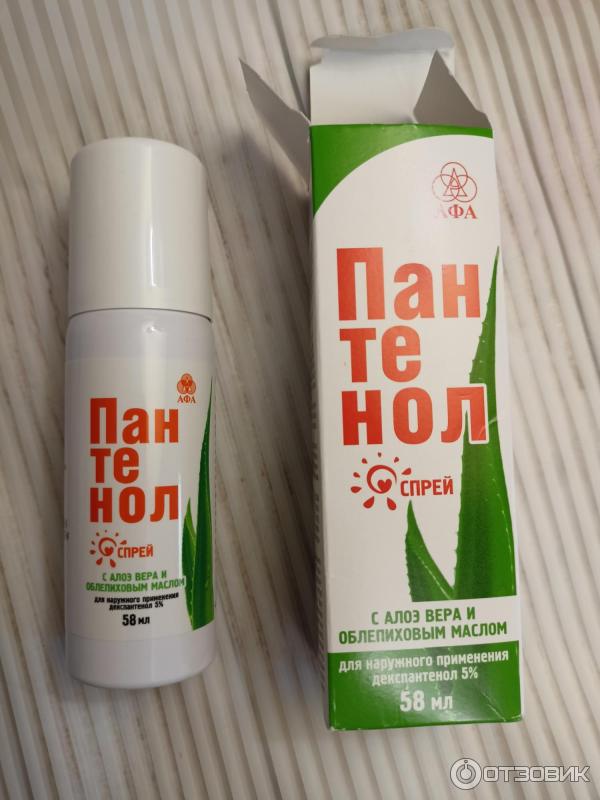 АФА
Пан
те
нол
СПРЕЙ
С АЛОЭ ВЕРА И
ОБЛЕПИХОВЫМ МАСЛОМ
для наружного применения
декспантенол 5%
58 мл
АФА
Пан
те
нол
СПРЕЙ
С АЛОЭ ВЕРА И
ОБЛЕПИХОВЫМ МАСЛОМ
для наружного применения
декспантенол 5%
58 мл
ОТЗОВИК